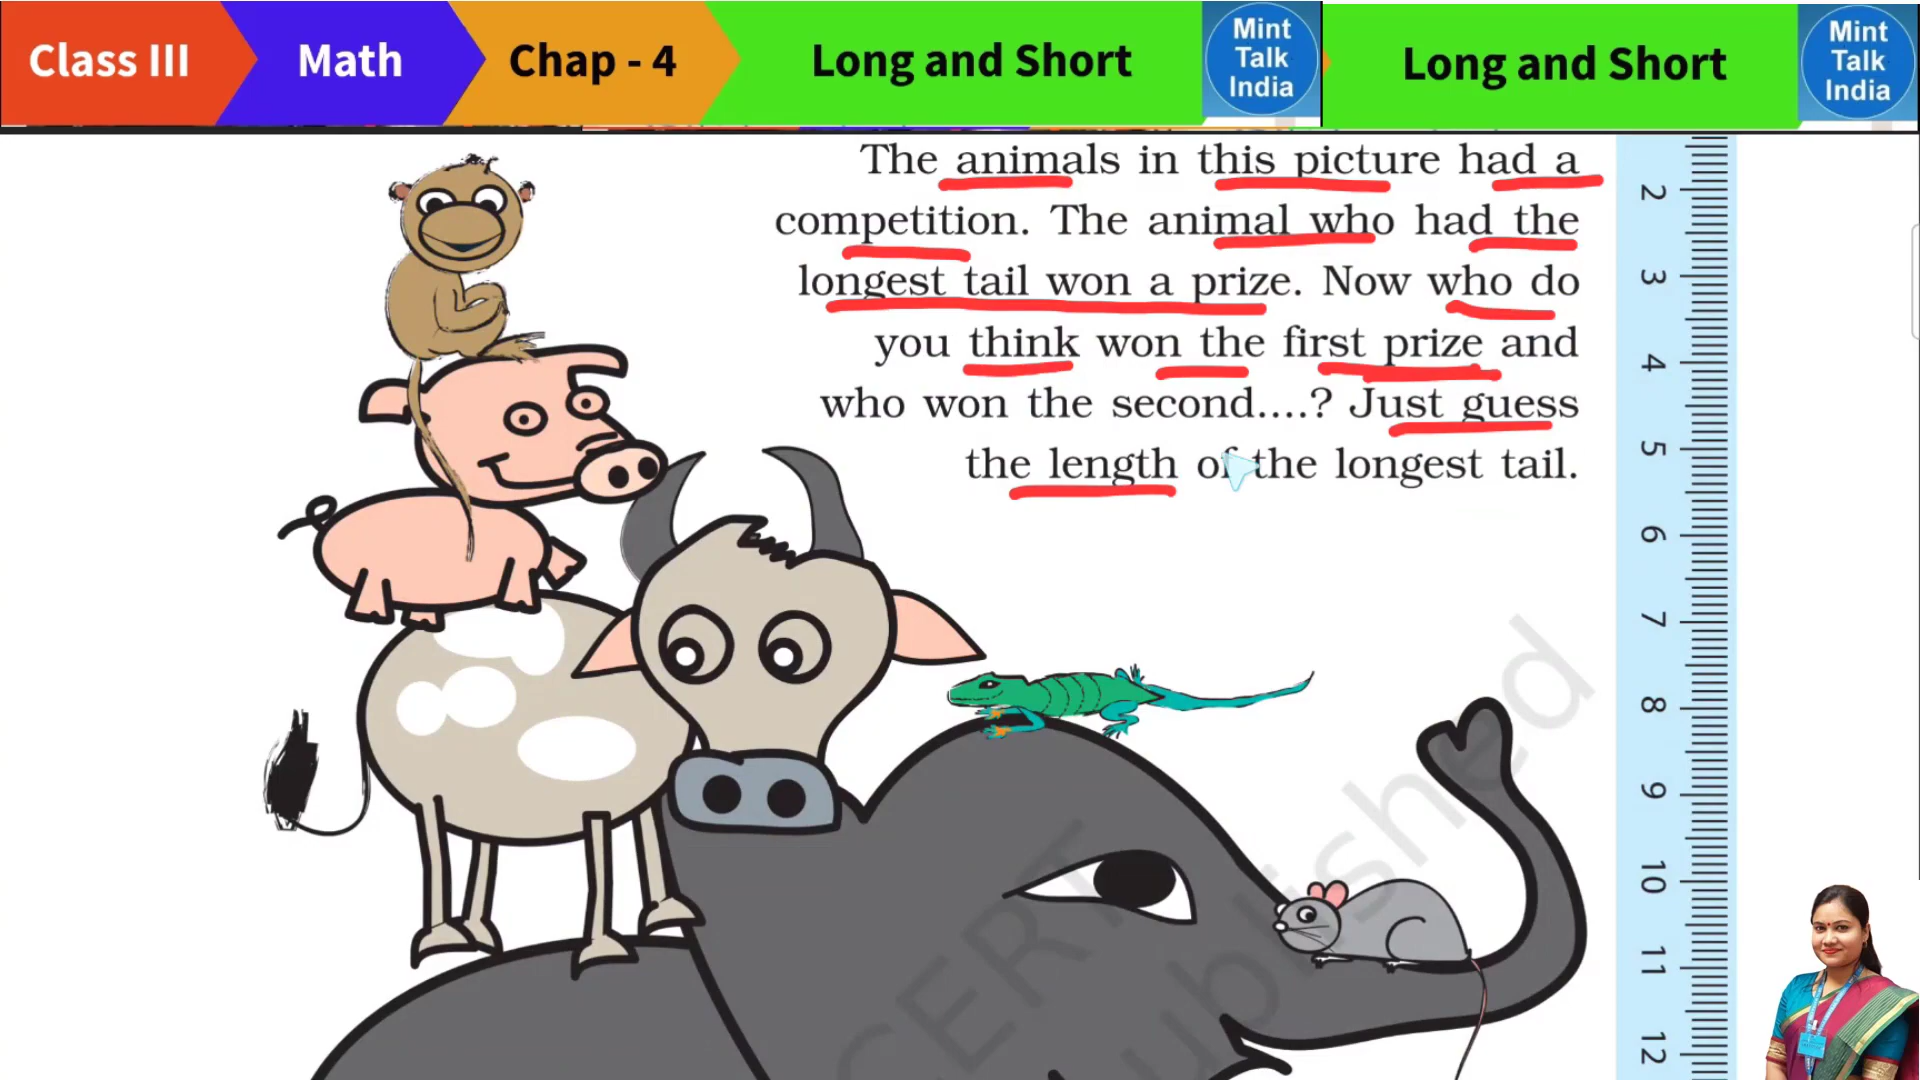 Class III
Math
Chap - 4
Long and Short
Mint
Talk
India
Long and Short
Mint
Talk
India
The animals in this picture had a
competition. The animal who had the
longest tail won a prize. Now who do
you think won the first prize and
who won the second....? Just guess
the length of the longest tail.
2
3
4
5
6
7
8
9
10
11
12